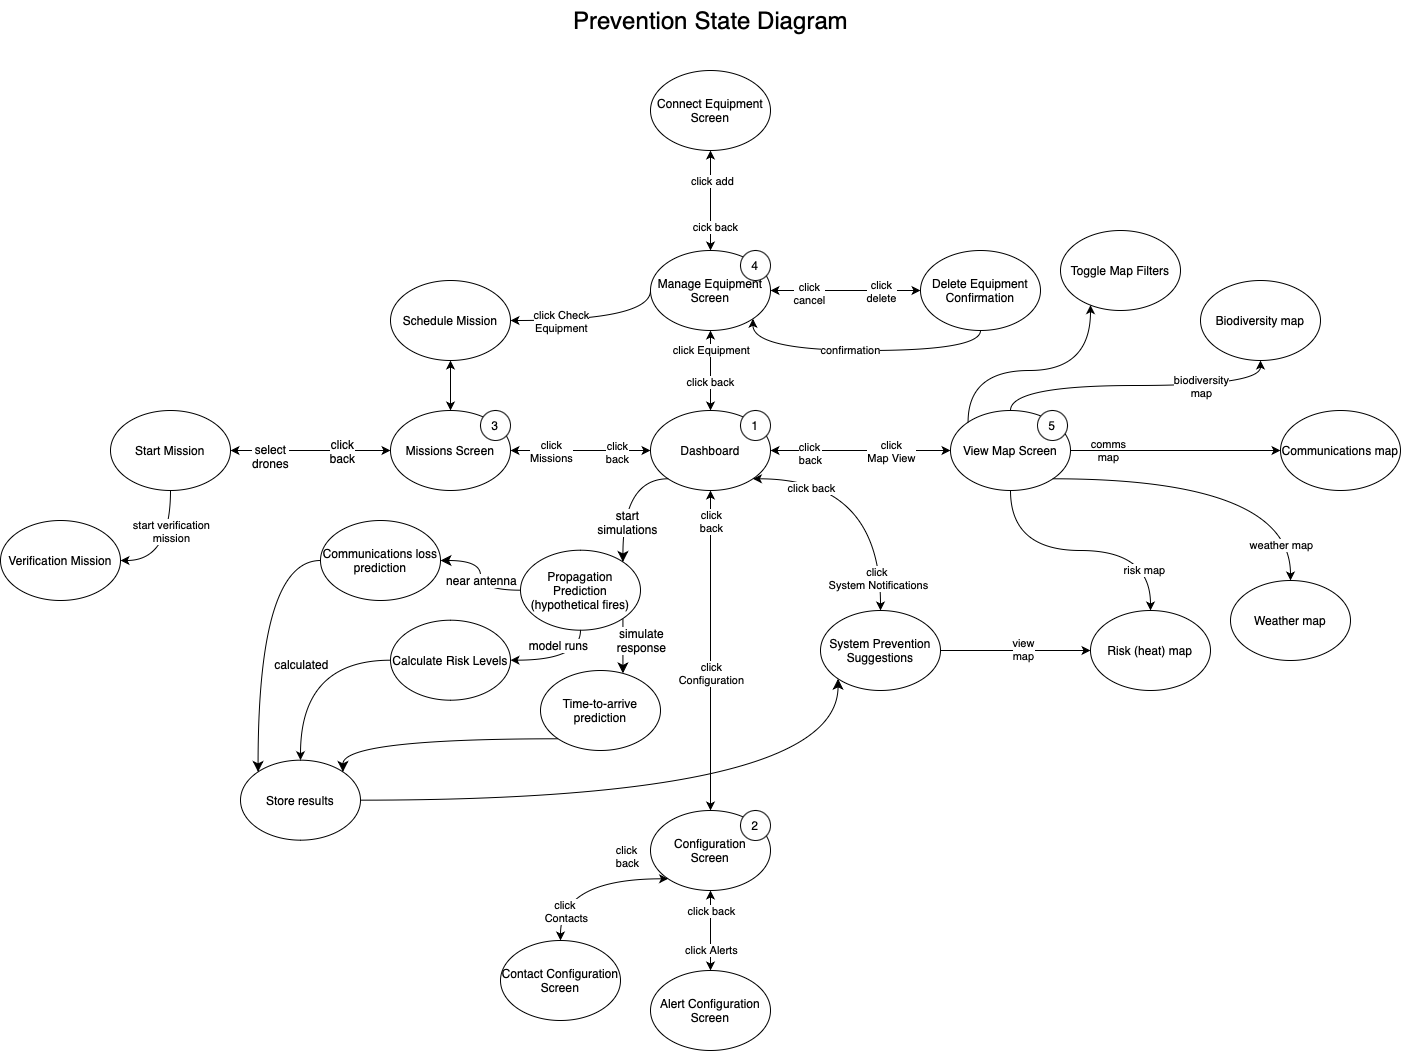 Prevention State Diagram
Connect Equipment
Screen
click add
cick back
4
Manage Equipment
Screen
click
cancel
click
delete
Delete Equipment
Confirmation
Toggle Map Filters
Biodiversity map
Schedule Mission
click Check
Equipment
click Equipment
confirmation
click back
biodiversity
map
3
1
5
Start Mission
select
drones
click
back
Missions Screen
click
Missions
click
back
Dashboard
click
back
click
Map View
View Map Screen
comms
map
Communications map
click back
start verification
mission
Verification Mission
start
simulations
click
back
weather map
Communications loss
prediction
near antenna
Propagation
Prediction
(hypothetical fires)
click
System Notifications
risk map
Weather map
model runs
simulate
response
System Prevention
Suggestions
view
map
Risk (heat) map
calculated
Calculate Risk Levels
click
Configuration
Time-to-arrive
prediction
Store results
2
Configuration
Screen
click
back
click
Contacts
click back
click Alerts
Contact Configuration
Screen
Alert Configuration
Screen